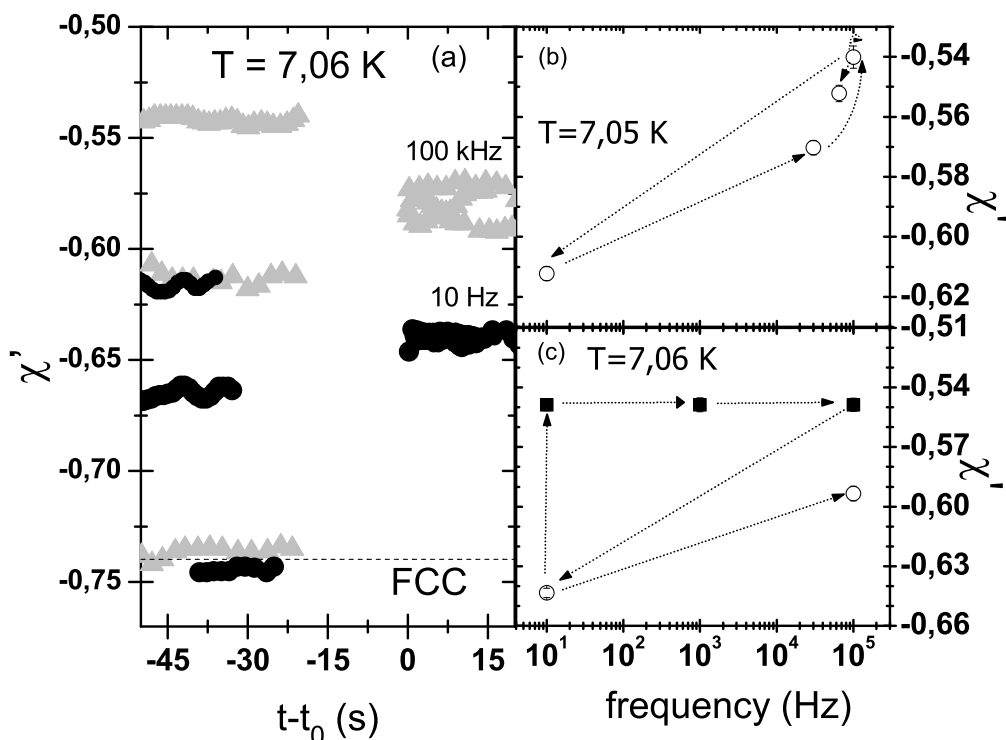 T = 7,06 K
(a)
100 kHz
10 Hz
FCC
-0,50
-0,55
-0,60
-0,65
-0,70
-0,75
χ'
-45
-30
-15
0
15
t-t₀ (s)
(b)
T=7,05 K
-0,54
-0,56
-0,58
-0,60
-0,62
χ'
(c)
T=7,06 K
-0,51
-0,54
-0,57
-0,60
-0,63
-0,66
χ'
10¹
10²
10³
10⁴
10⁵
frequency (Hz)